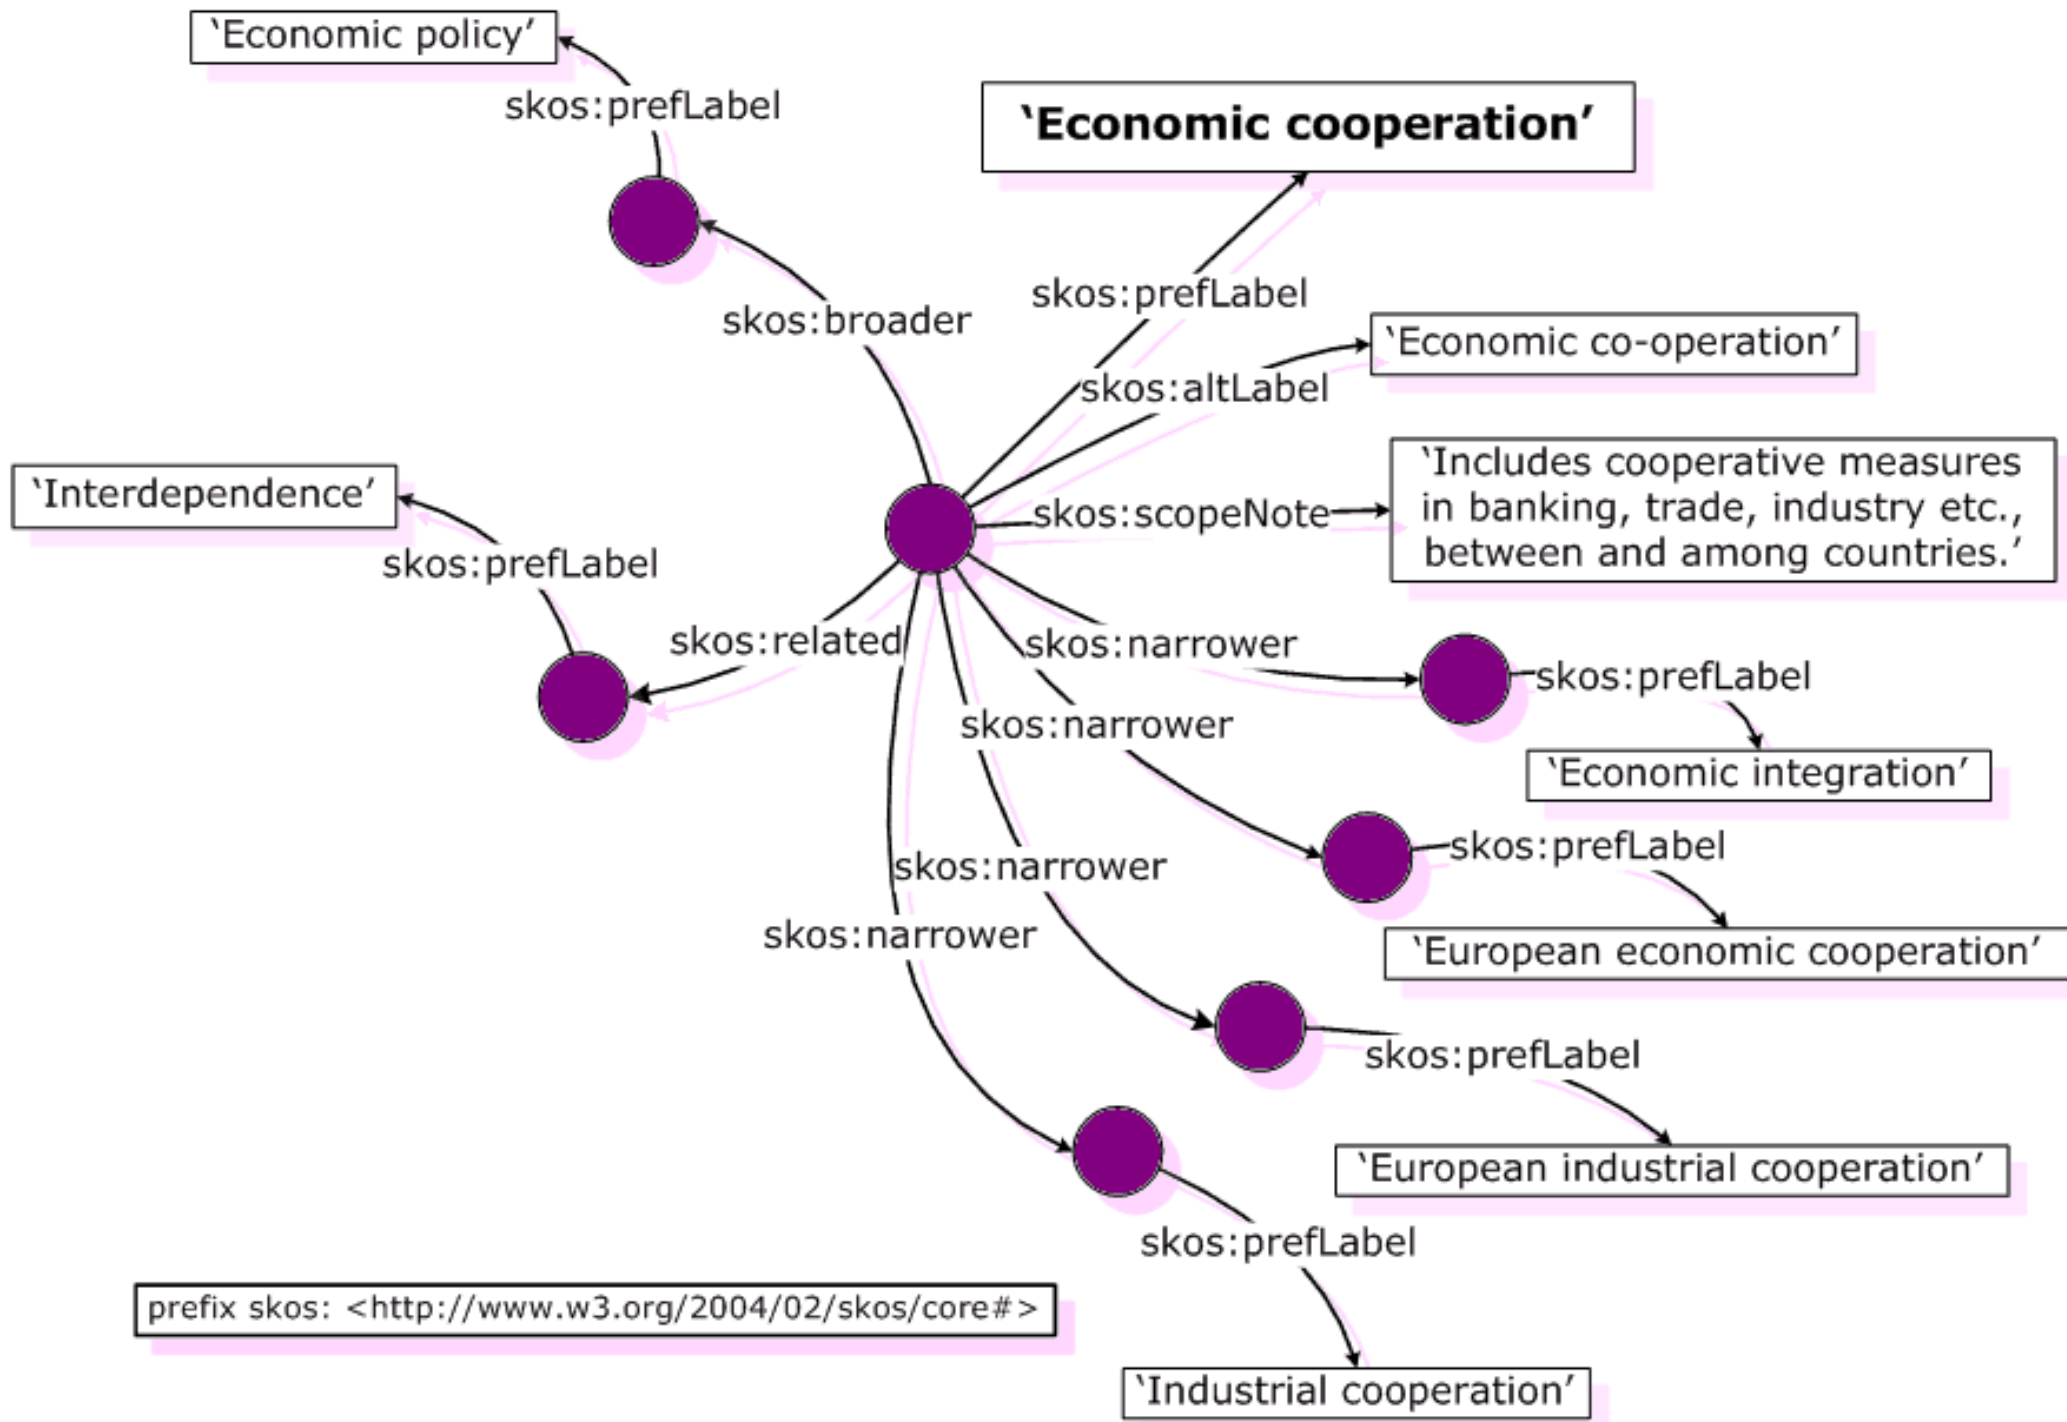 ‘Economic policy’
skos:prefLabel
‘Economic cooperation’
skos:prefLabel
skos:broader
‘Economic co-operation’
skos:altLabel
‘Includes cooperative measures
in banking, trade, industry etc.,
between and among countries.’
skos:scopeNote
‘Interdependence’
skos:prefLabel
skos:related
skos:narrower
skos:prefLabel
‘Economic integration’
skos:narrower
skos:prefLabel
‘European economic cooperation’
skos:narrower
skos:prefLabel
‘European industrial cooperation’
skos:narrower
skos:prefLabel
‘Industrial cooperation’
prefix skos: <http://www.w3.org/2004/02/skos/core#>